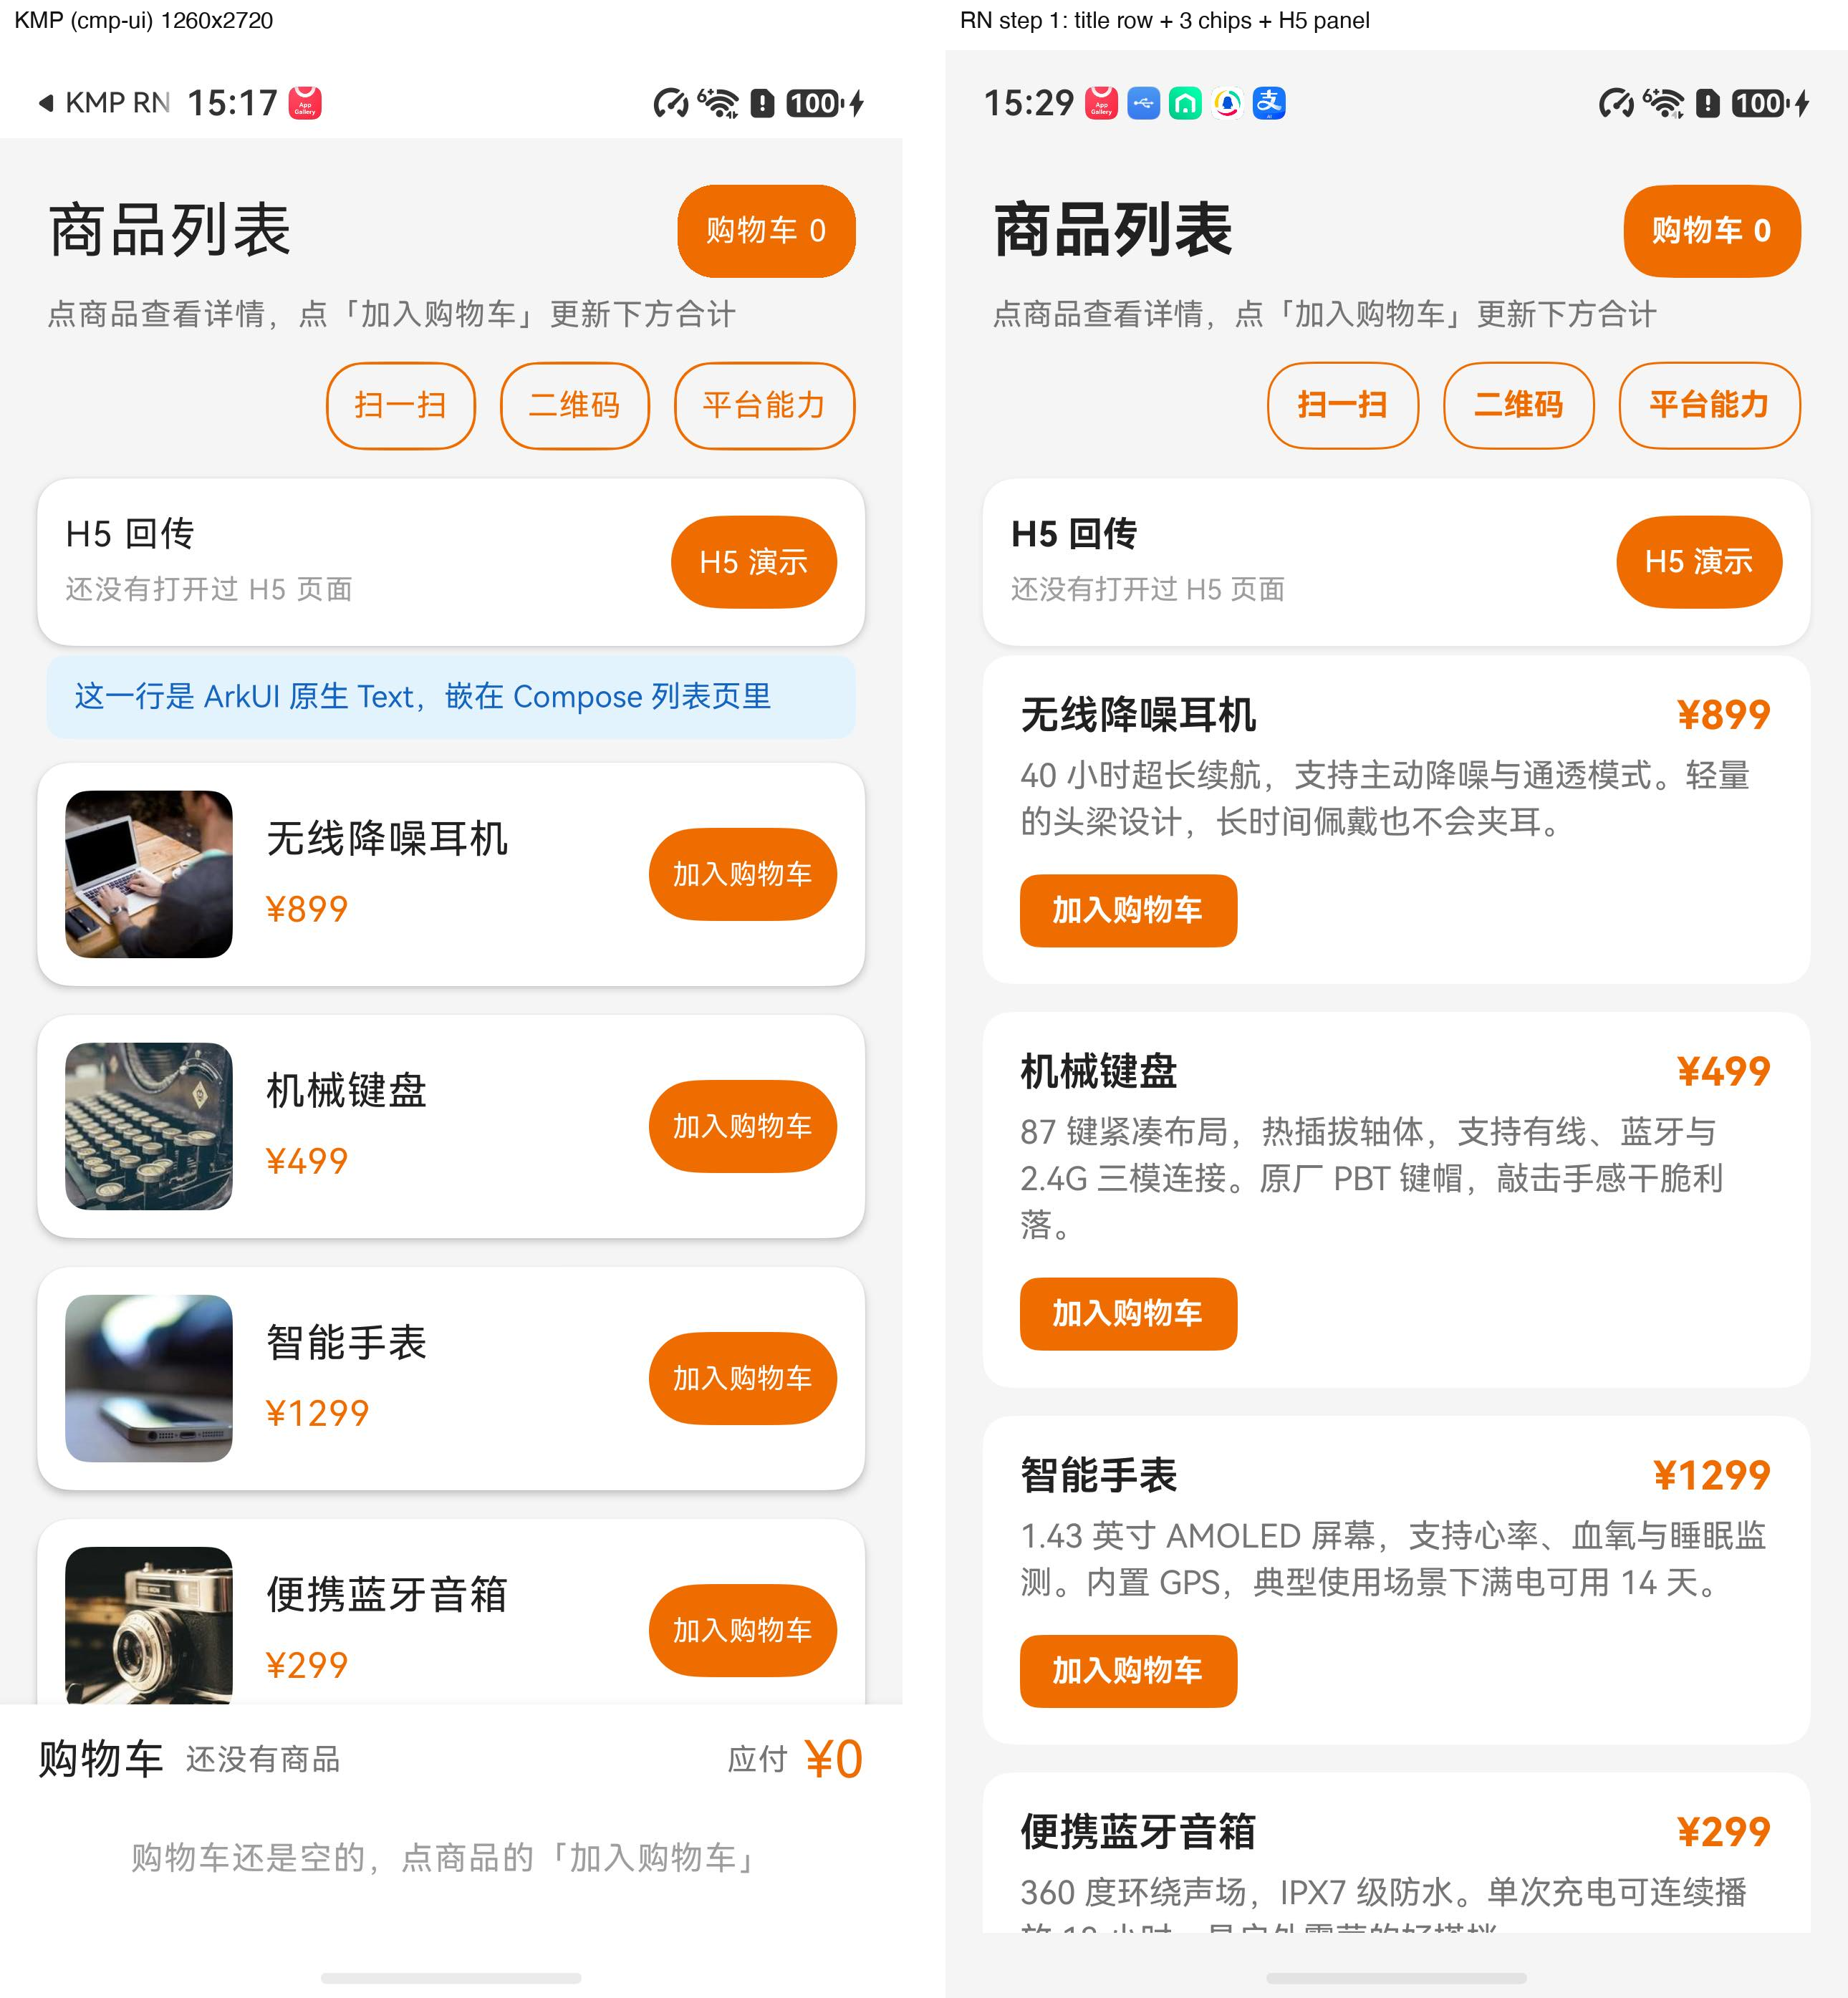 KMP (cmp-ui) 1260x2720
KMP RN 15:17
100
商品列表
购物车 0
点商品查看详情，点「加入购物车」更新下方合计
扫一扫
二维码
平台能力
H5 回传
还没有打开过 H5 页面
H5 演示
这一行是 ArkUI 原生 Text，嵌在 Compose 列表页里
无线降噪耳机
¥899
加入购物车
机械键盘
¥499
加入购物车
智能手表
¥1299
加入购物车
便携蓝牙音箱
¥299
加入购物车
购物车 还没有商品
应付 ¥0
购物车还是空的，点商品的「加入购物车」
RN step 1: title row + 3 chips + H5 panel
15:29
100
商品列表
购物车 0
点商品查看详情，点「加入购物车」更新下方合计
扫一扫
二维码
平台能力
H5 回传
还没有打开过 H5 页面
H5 演示
无线降噪耳机
¥899
40 小时超长续航，支持主动降噪与通透模式。轻量
的头梁设计，长时间佩戴也不会夹耳。
加入购物车
机械键盘
¥499
87 键紧凑布局，热插拔轴体，支持有线、蓝牙与
2.4G 三模连接。原厂 PBT 键帽，敲击手感干脆利
落。
加入购物车
智能手表
¥1299
1.43 英寸 AMOLED 屏幕，支持心率、血氧与睡眠监
测。内置 GPS，典型使用场景下满电可用 14 天。
加入购物车
便携蓝牙音箱
¥299
360 度环绕声场，IPX7 级防水。单次充电可连续播